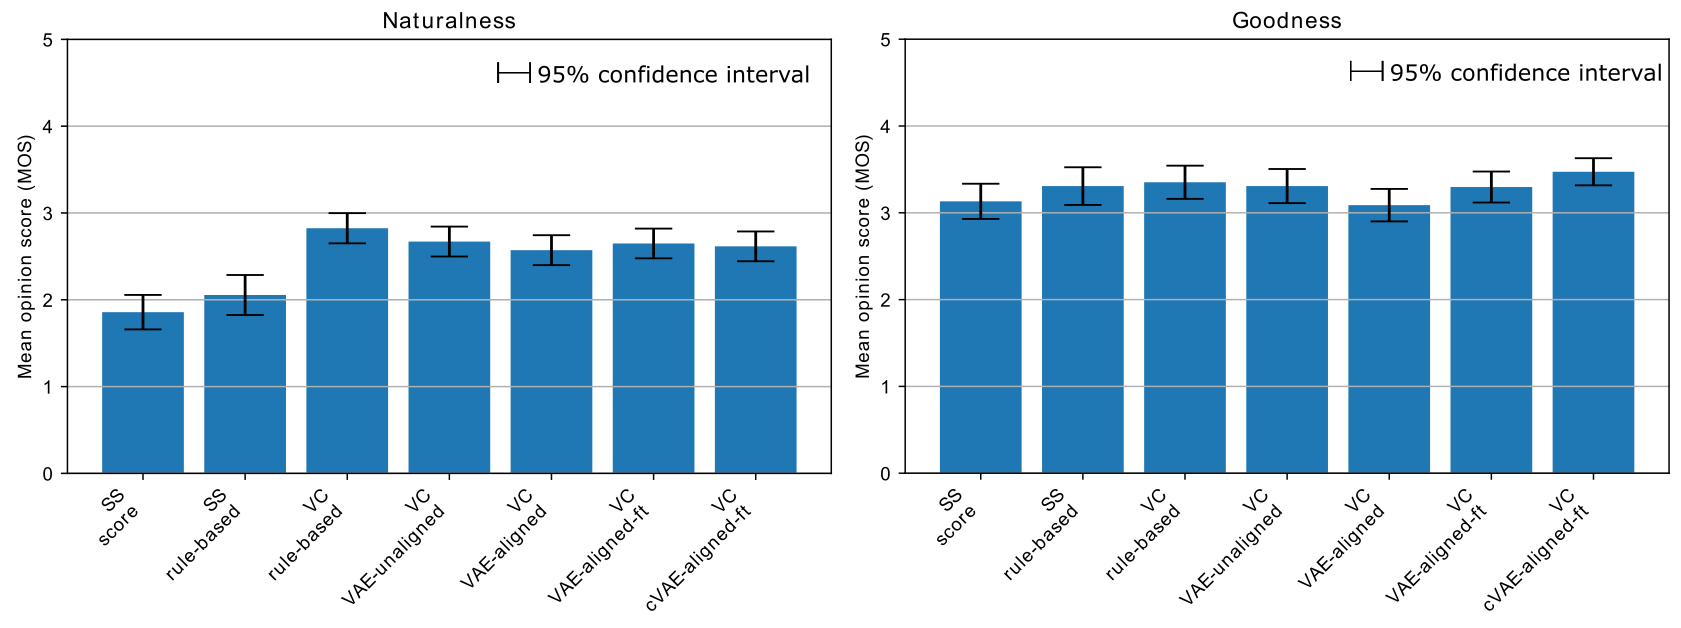 Naturalness
5
4
3
2
1
0
Mean opinion score (MOS)
95% confidence interval
SS
score
SS
rule-based
VC
rule-based
VC
VAE-unaligned
VC
VAE-aligned
VC
VAE-aligned-ft
VC
cVAE-aligned-ft
Goodness
5
4
3
2
1
0
Mean opinion score (MOS)
95% confidence interval
SS
score
SS
rule-based
VC
rule-based
VC
VAE-unaligned
VC
VAE-aligned
VC
VAE-aligned-ft
VC
cVAE-aligned-ft